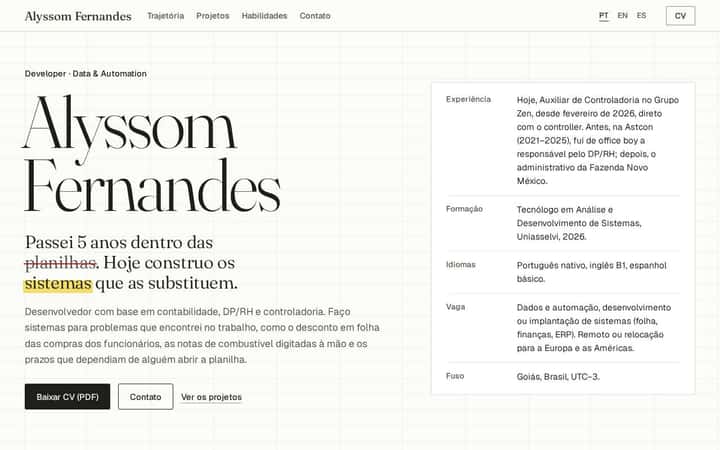 Alyssom Fernandes
Trajetória
Projetos
Habilidades
Contato
PT
EN
ES
CV
Developer · Data & Automation
Alyssom
Fernandes
Passei 5 anos dentro das
planilhas. Hoje construo os
sistemas que as substituem.
Desenvolvedor com base em contabilidade, DP/RH e controladoria. Faço
sistemas para problemas que encontrei no trabalho, como o desconto em folha
das compras dos funcionários, as notas de combustível digitadas à mão e os
prazos que dependiam de alguém abrir a planilha.
Baixar CV (PDF)
Contato
Ver os projetos
Experiência
Hoje, Auxiliar de Controladoria no Grupo
Zen, desde fevereiro de 2026, direto
com o controller. Antes, na Astcon
(2021–2025), fui de office boy a
responsável pelo DP/RH; depois, o
administrativo da Fazenda Novo
México.
Formação
Tecnólogo em Análise e
Desenvolvimento de Sistemas,
Uniasselvi, 2026.
Idiomas
Português nativo, inglês B1, espanhol
básico.
Vaga
Dados e automação, desenvolvimento
ou implantação de sistemas (folha,
finanças, ERP). Remoto ou relocação
para a Europa e as Américas.
Fuso
Goiás, Brasil, UTC−3.